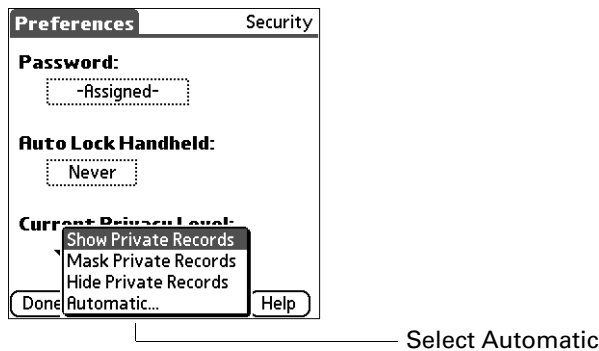 Preferences Security
Password:
-Assigned-
Auto Lock Handheld:
Never
Current Privacy Level:
Show Private Records
Mask Private Records
Hide Private Records
Automatic...
Done Help
Select Automatic